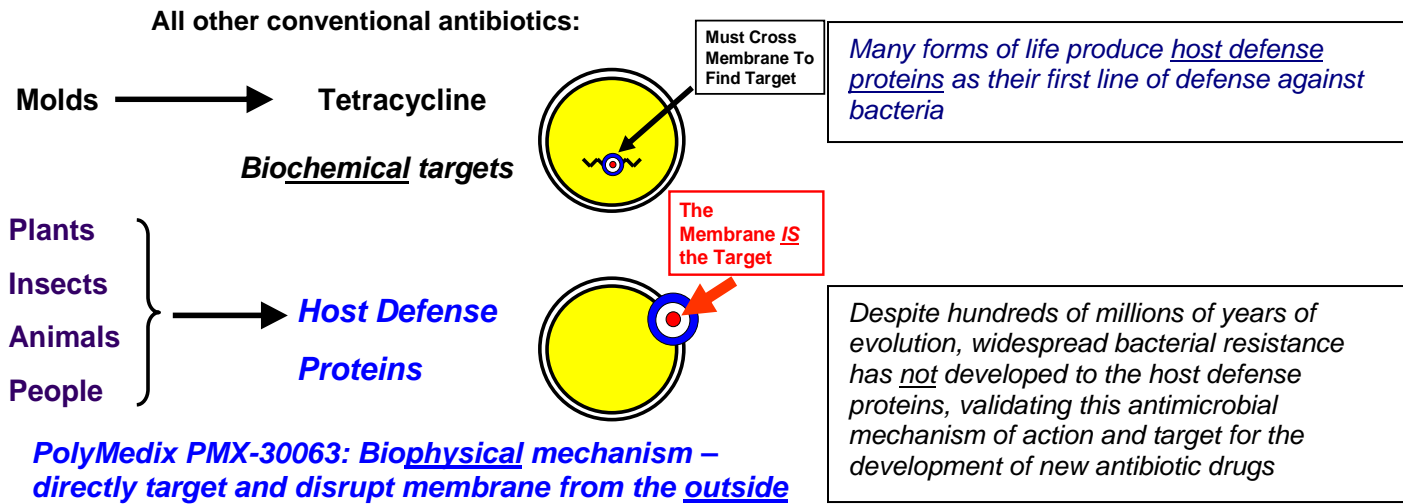 All other conventional antibiotics:
Must Cross
Membrane To
Find Target
Many forms of life produce host defense
proteins as their first line of defense against
bacteria
Molds
Tetracycline
Biochemical targets
Plants
Insects
Animals
People
The
Membrane IS
the Target
Host Defense
Proteins
Despite hundreds of millions of years of
evolution, widespread bacterial resistance
has not developed to the host defense
proteins, validating this antimicrobial
mechanism of action and target for the
development of new antibiotic drugs
PolyMedix PMX-30063: Biophysical mechanism –
directly target and disrupt membrane from the outside